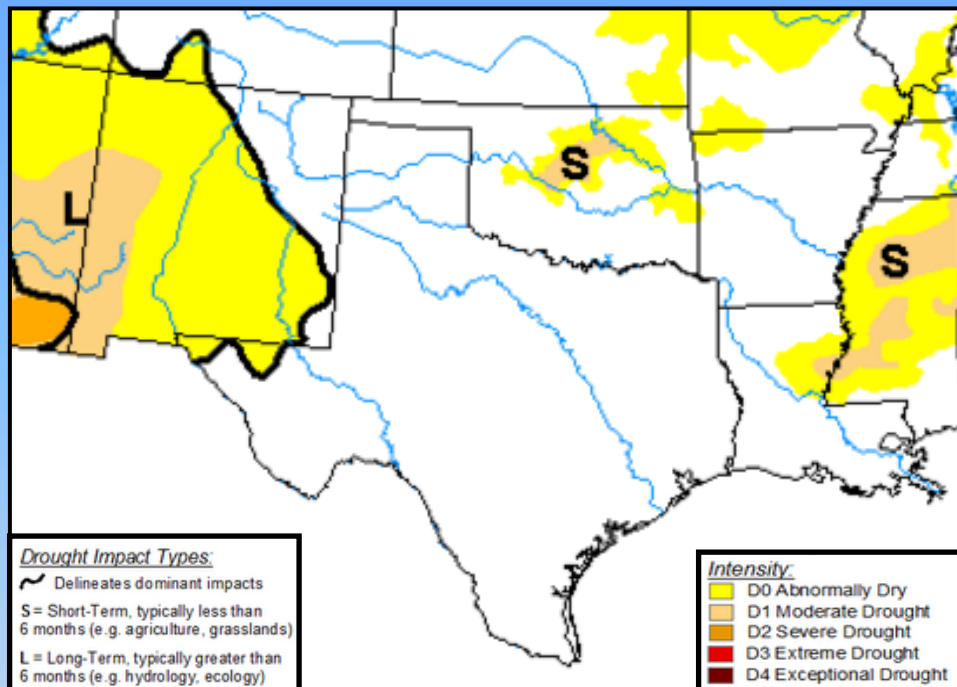 S
L
S
Drought Impact Types:
Delineates dominant impacts
S = Short-Term, typically less than
6 months (e.g. agriculture, grasslands)
L = Long-Term, typically greater than
6 months (e.g. hydrology, ecology)
Intensity:
D0 Abnormally Dry
D1 Moderate Drought
D2 Severe Drought
D3 Extreme Drought
D4 Exceptional Drought